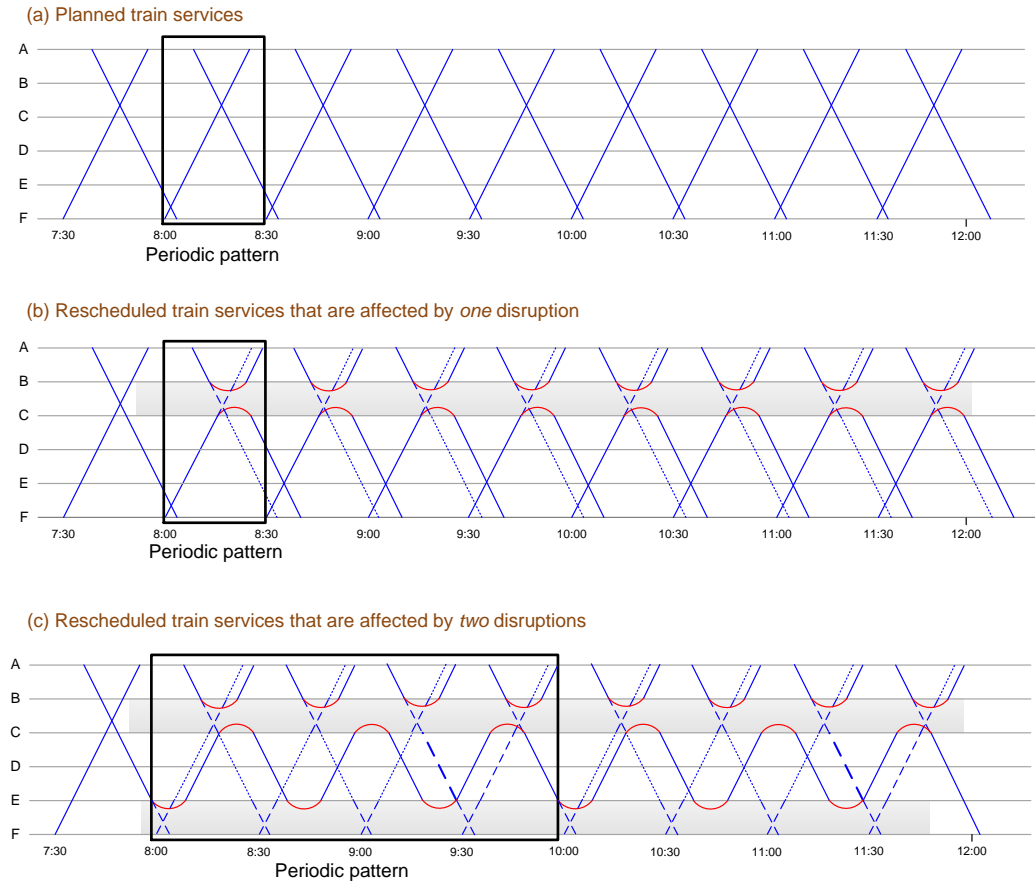 (a) Planned train services
A
B
C
D
E
F
7:30 8:00 8:30 9:00 9:30 10:00 10:30 11:00 11:30 12:00
Periodic pattern
(b) Rescheduled train services that are affected by one disruption
A
B
C
D
E
F
7:30 8:00 8:30 9:00 9:30 10:00 10:30 11:00 11:30 12:00
Periodic pattern
(c) Rescheduled train services that are affected by two disruptions
A
B
C
D
E
F
7:30 8:00 8:30 9:00 9:30 10:00 10:30 11:00 11:30 12:00
Periodic pattern